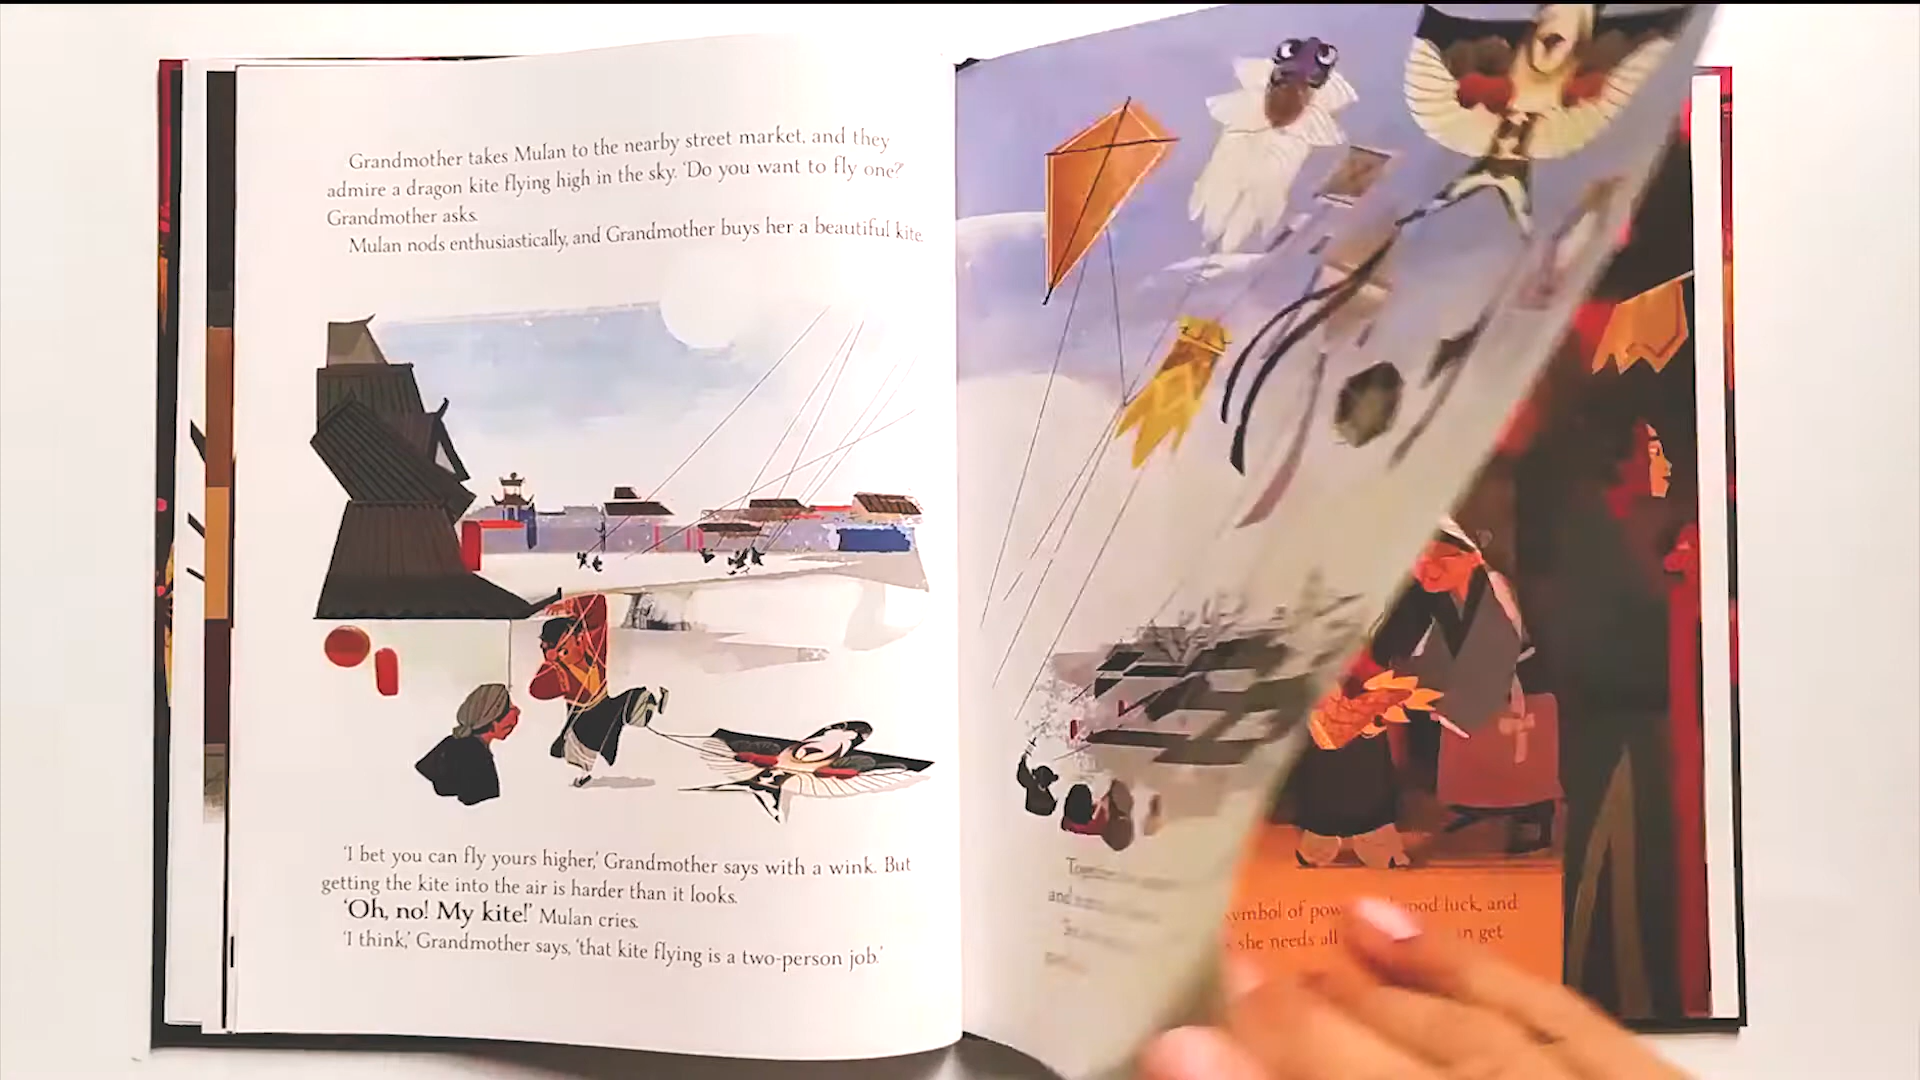 Grandmother takes Mulan to the nearby street market, and they
admire a dragon kite flying high in the sky. 'Do you want to fly one?'
Grandmother asks.
Mulan nods enthusiastically, and Grandmother buys her a beautiful kite.
'I bet you can fly yours higher,' Grandmother says with a wink. But
getting the kite into the air is harder than it looks.
'Oh, no! My kite!' Mulan cries.
'I think,' Grandmother says, 'that kite flying is a two-person job.'
and
symbol of good luck, and
she needs all get